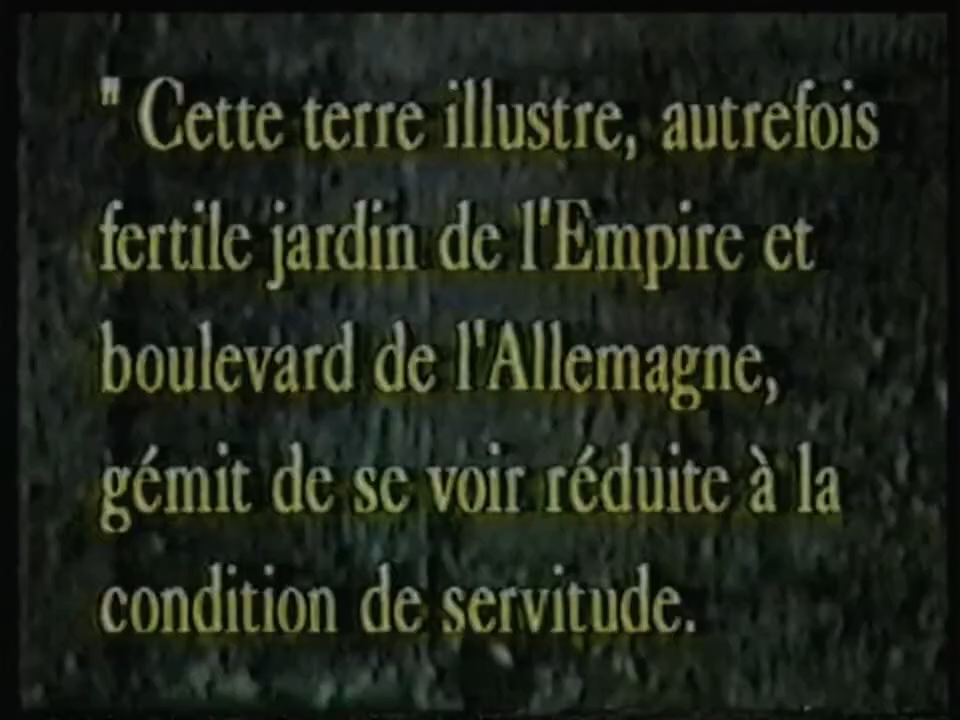 " Cette terre illustre, autrefois
fertile jardin de l'Empire et
boulevard de l'Allemagne,
gémit de se voir réduite à la
condition de servitude.